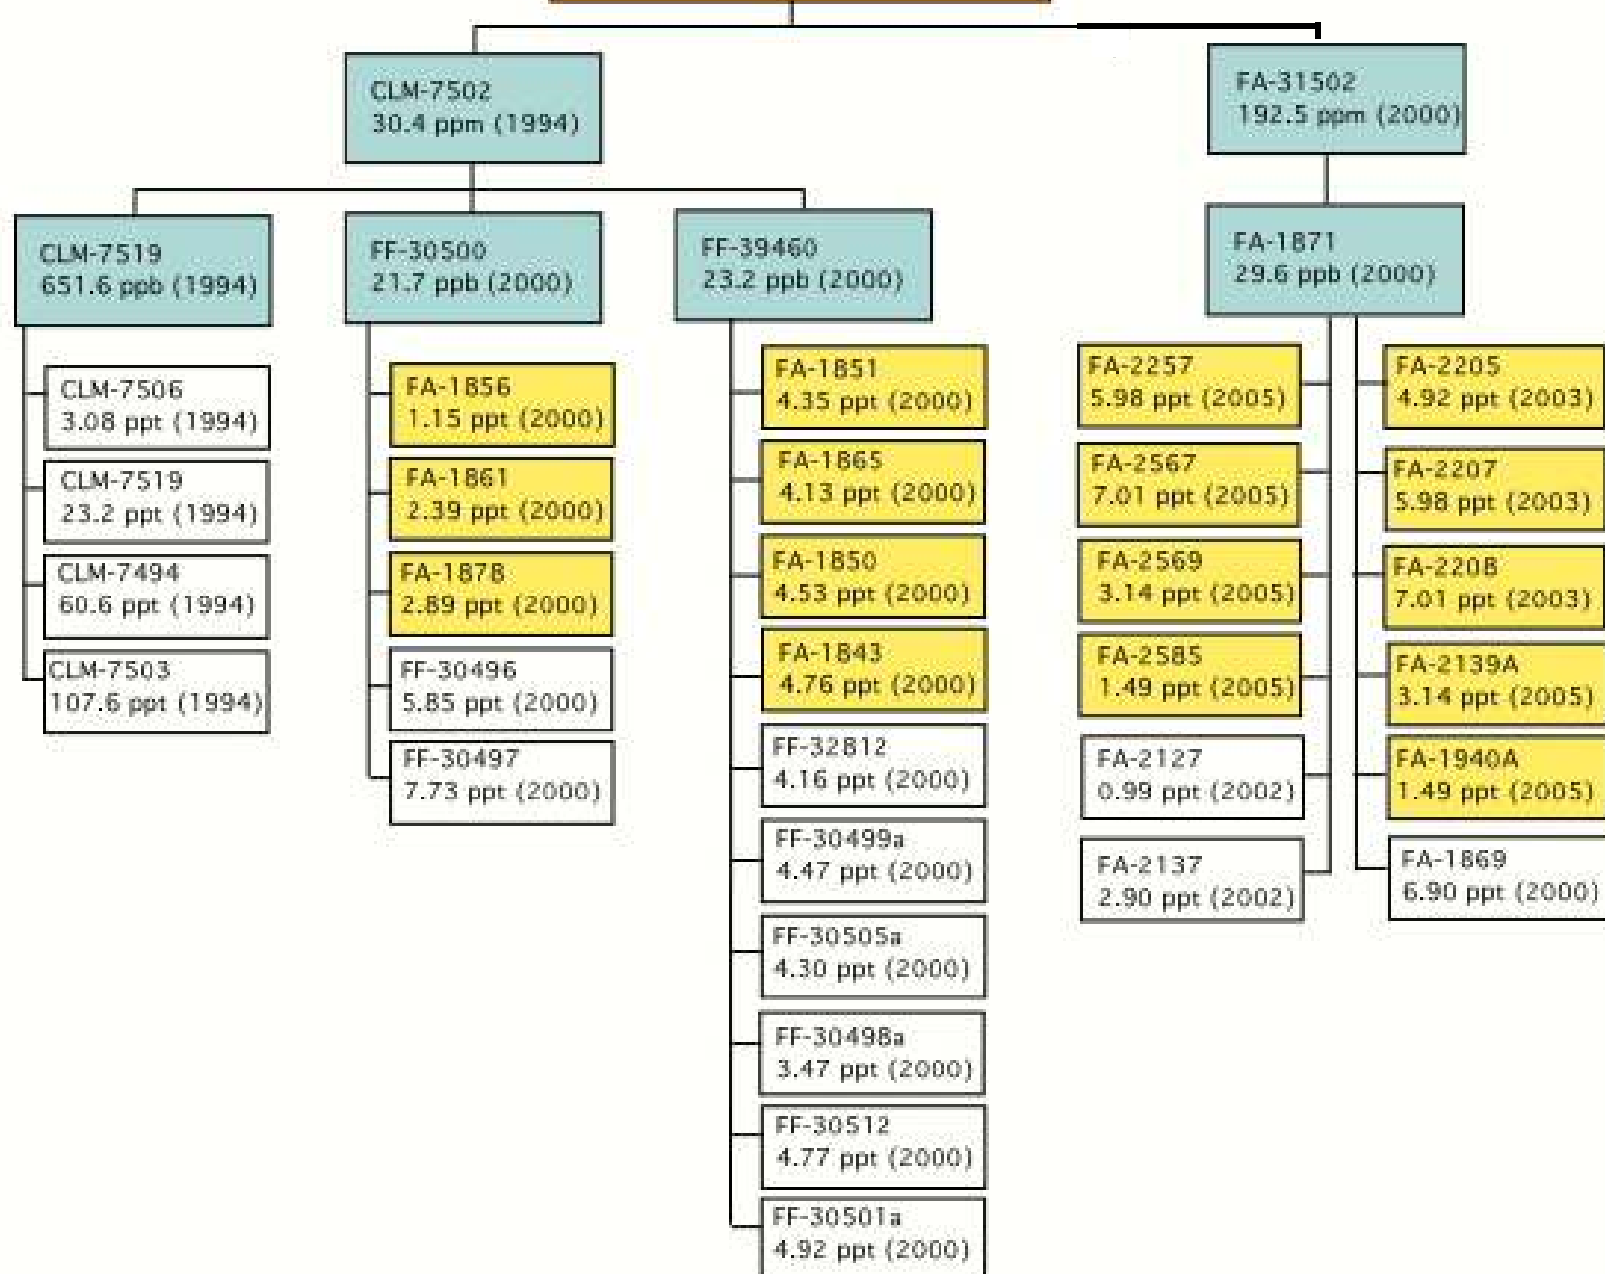 CLM-7502
30.4 ppm (1994)
FA-31502
192.5 ppm (2000)
CLM-7519
651.6 ppb (1994)
FF-30500
21.7 ppb (2000)
FF-39460
23.2 ppb (2000)
FA-1871
29.6 ppb (2000)
CLM-7506
3.08 ppt (1994)
CLM-7519
23.2 ppt (1994)
CLM-7494
60.6 ppt (1994)
CLM-7503
107.6 ppt (1994)
FA-1856
1.15 ppt (2000)
FA-1861
2.39 ppt (2000)
FA-1878
2.89 ppt (2000)
FF-30496
5.85 ppt (2000)
FF-30497
7.73 ppt (2000)
FA-1851
4.35 ppt (2000)
FA-1865
4.13 ppt (2000)
FA-1850
4.53 ppt (2000)
FA-1843
4.76 ppt (2000)
FF-32812
4.16 ppt (2000)
FF-30499a
4.47 ppt (2000)
FF-30505a
4.30 ppt (2000)
FF-30498a
3.47 ppt (2000)
FF-30512
4.77 ppt (2000)
FF-30501a
4.92 ppt (2000)
FA-2257
5.98 ppt (2005)
FA-2567
7.01 ppt (2005)
FA-2569
3.14 ppt (2005)
FA-2585
1.49 ppt (2005)
FA-2127
0.99 ppt (2002)
FA-2137
2.90 ppt (2002)
FA-2205
4.92 ppt (2003)
FA-2207
5.98 ppt (2003)
FA-2208
7.01 ppt (2003)
FA-2139A
3.14 ppt (2005)
FA-1940A
1.49 ppt (2005)
FA-1869
6.90 ppt (2000)